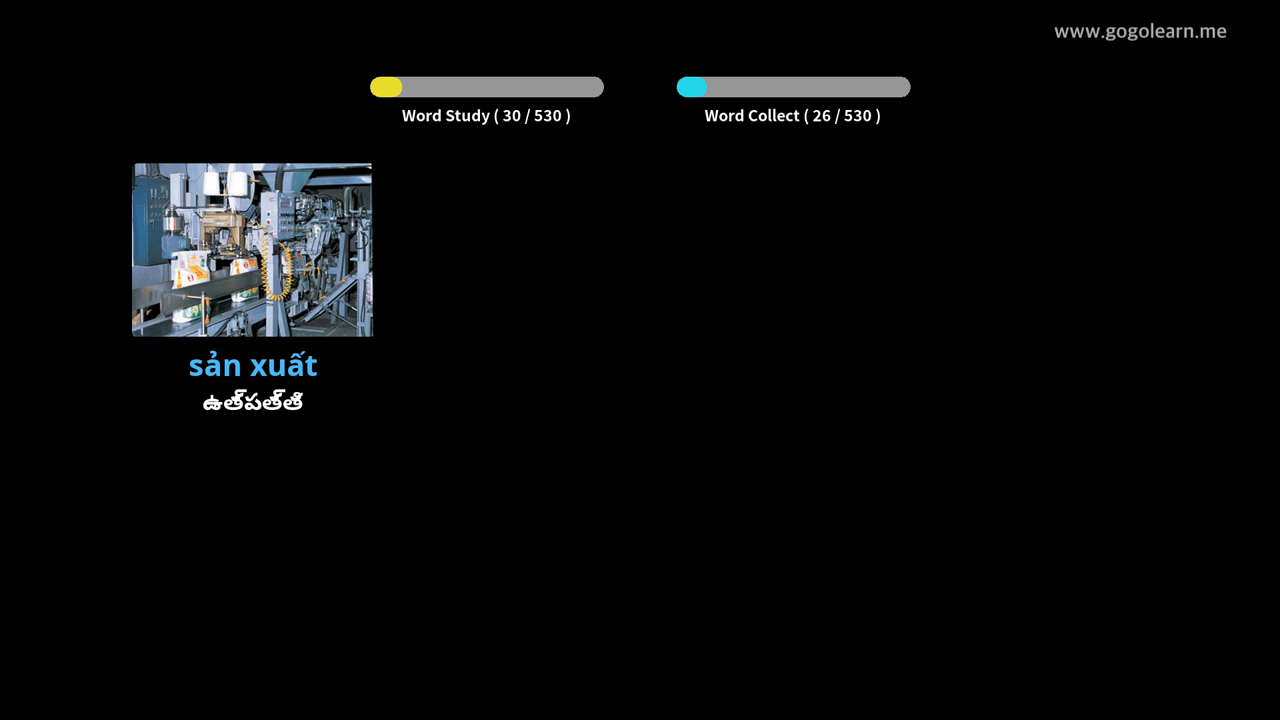 www.gogolearn.me
Word Study ( 30 / 530 )
Word Collect ( 26 / 530 )
sản xuất
ఉత్పత్తి